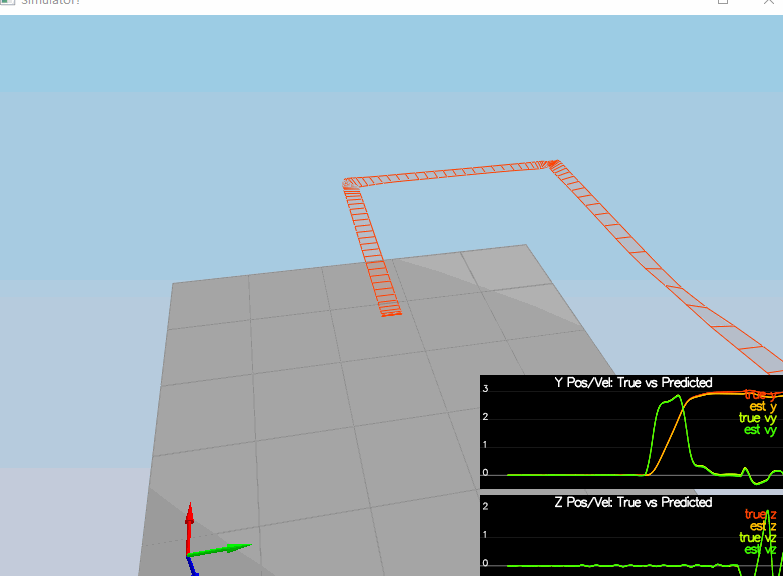 Simulator!
Y Pos/Vel: True vs Predicted
3
true y
est y
2
true vy
est vy
1
0
Z Pos/Vel: True vs Predicted
2
true z
est z
1
true vz
est vz
0